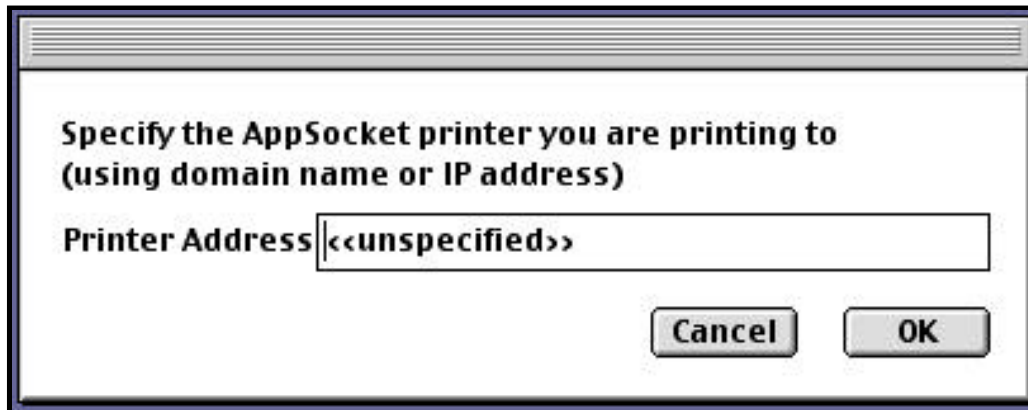 Specify the AppSocket printer you are printing to
(using domain name or IP address)
Printer Address <<unspecified>>
Cancel OK